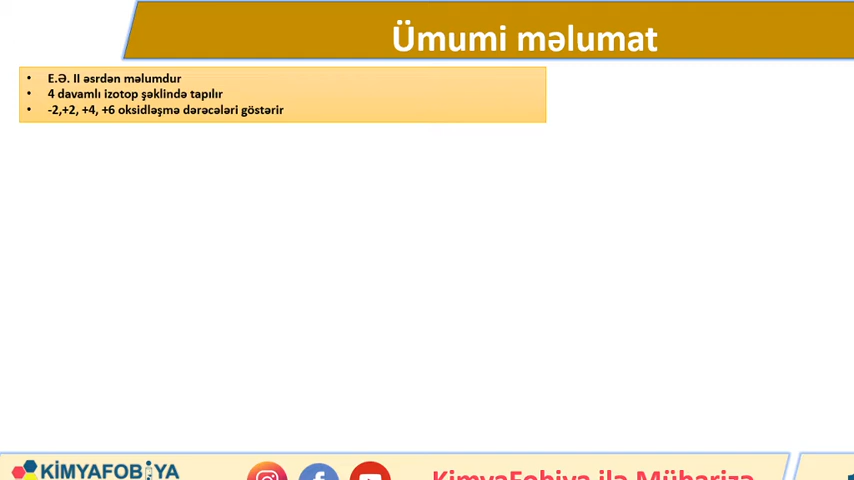 Ümumi məlumat
• E.Ə. II əsrdən məlumdur
• 4 davamlı izotop şəklində tapılır
• -2,+2, +4, +6 oksidləşmə dərəcələri göstərir
KİMYAFOBİYA
KimyaFobiya ilə Mübarizə